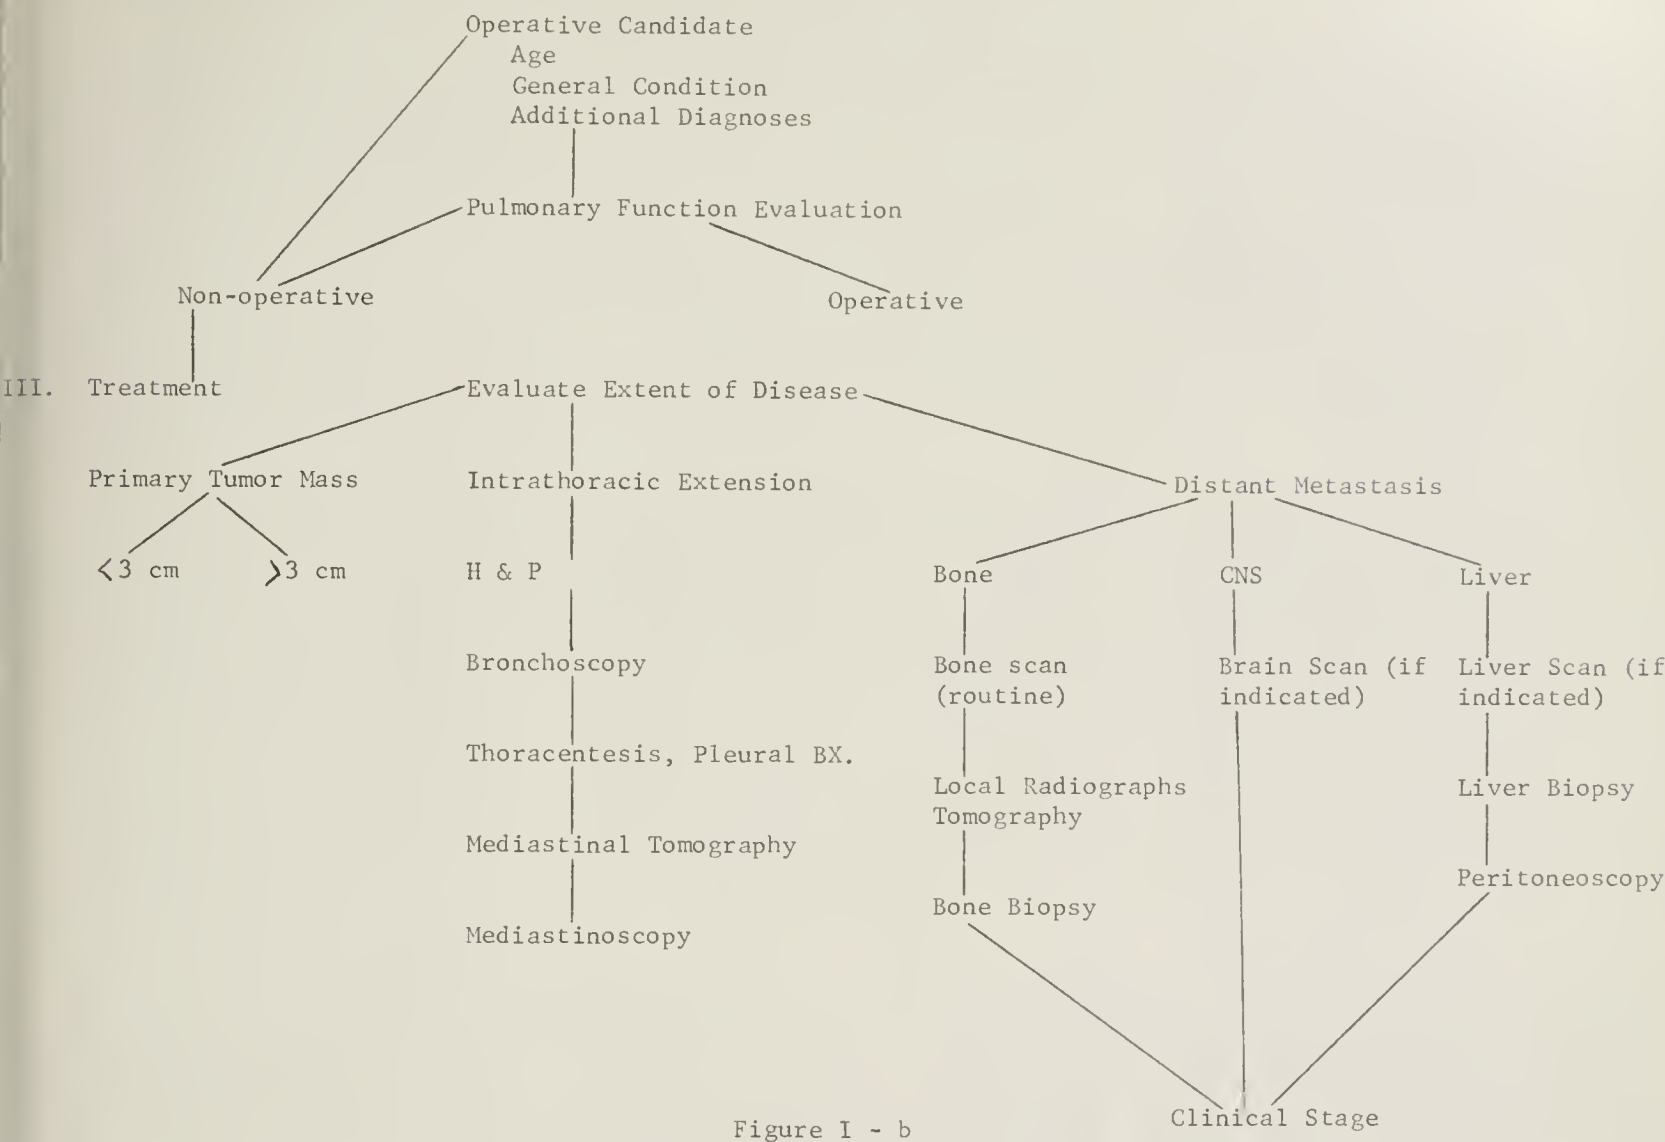 Operative Candidate
Age
General Condition
Additional Diagnoses
Pulmonary Function Evaluation
Non-operative
Operative
III. Treatment
Evaluate Extent of Disease
Primary Tumor Mass
<3 cm
>3 cm
Intrathoracic Extension
H & P
Bronchoscopy
Thoracentesis, Pleural BX.
Mediastinal Tomography
Mediastinoscopy
Distant Metastasis
Bone
Bone scan
(routine)
Local Radiographs
Tomography
Bone Biopsy
CNS
Brain Scan (if
indicated)
Liver
Liver Scan (if
indicated)
Liver Biopsy
Peritoneoscopy
Clinical Stage
Figure I - b